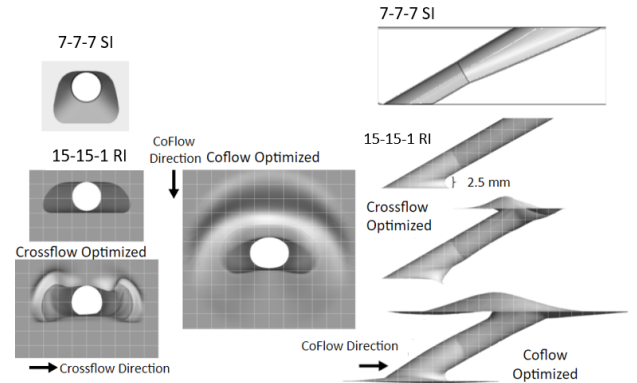 7-7-7 SI
15-15-1 RI
Crossflow Optimized
Crossflow Direction
CoFlow
Direction
Coflow Optimized
7-7-7 SI
15-15-1 RI
2.5 mm
Crossflow
Optimized
CoFlow Direction
Coflow
Optimized